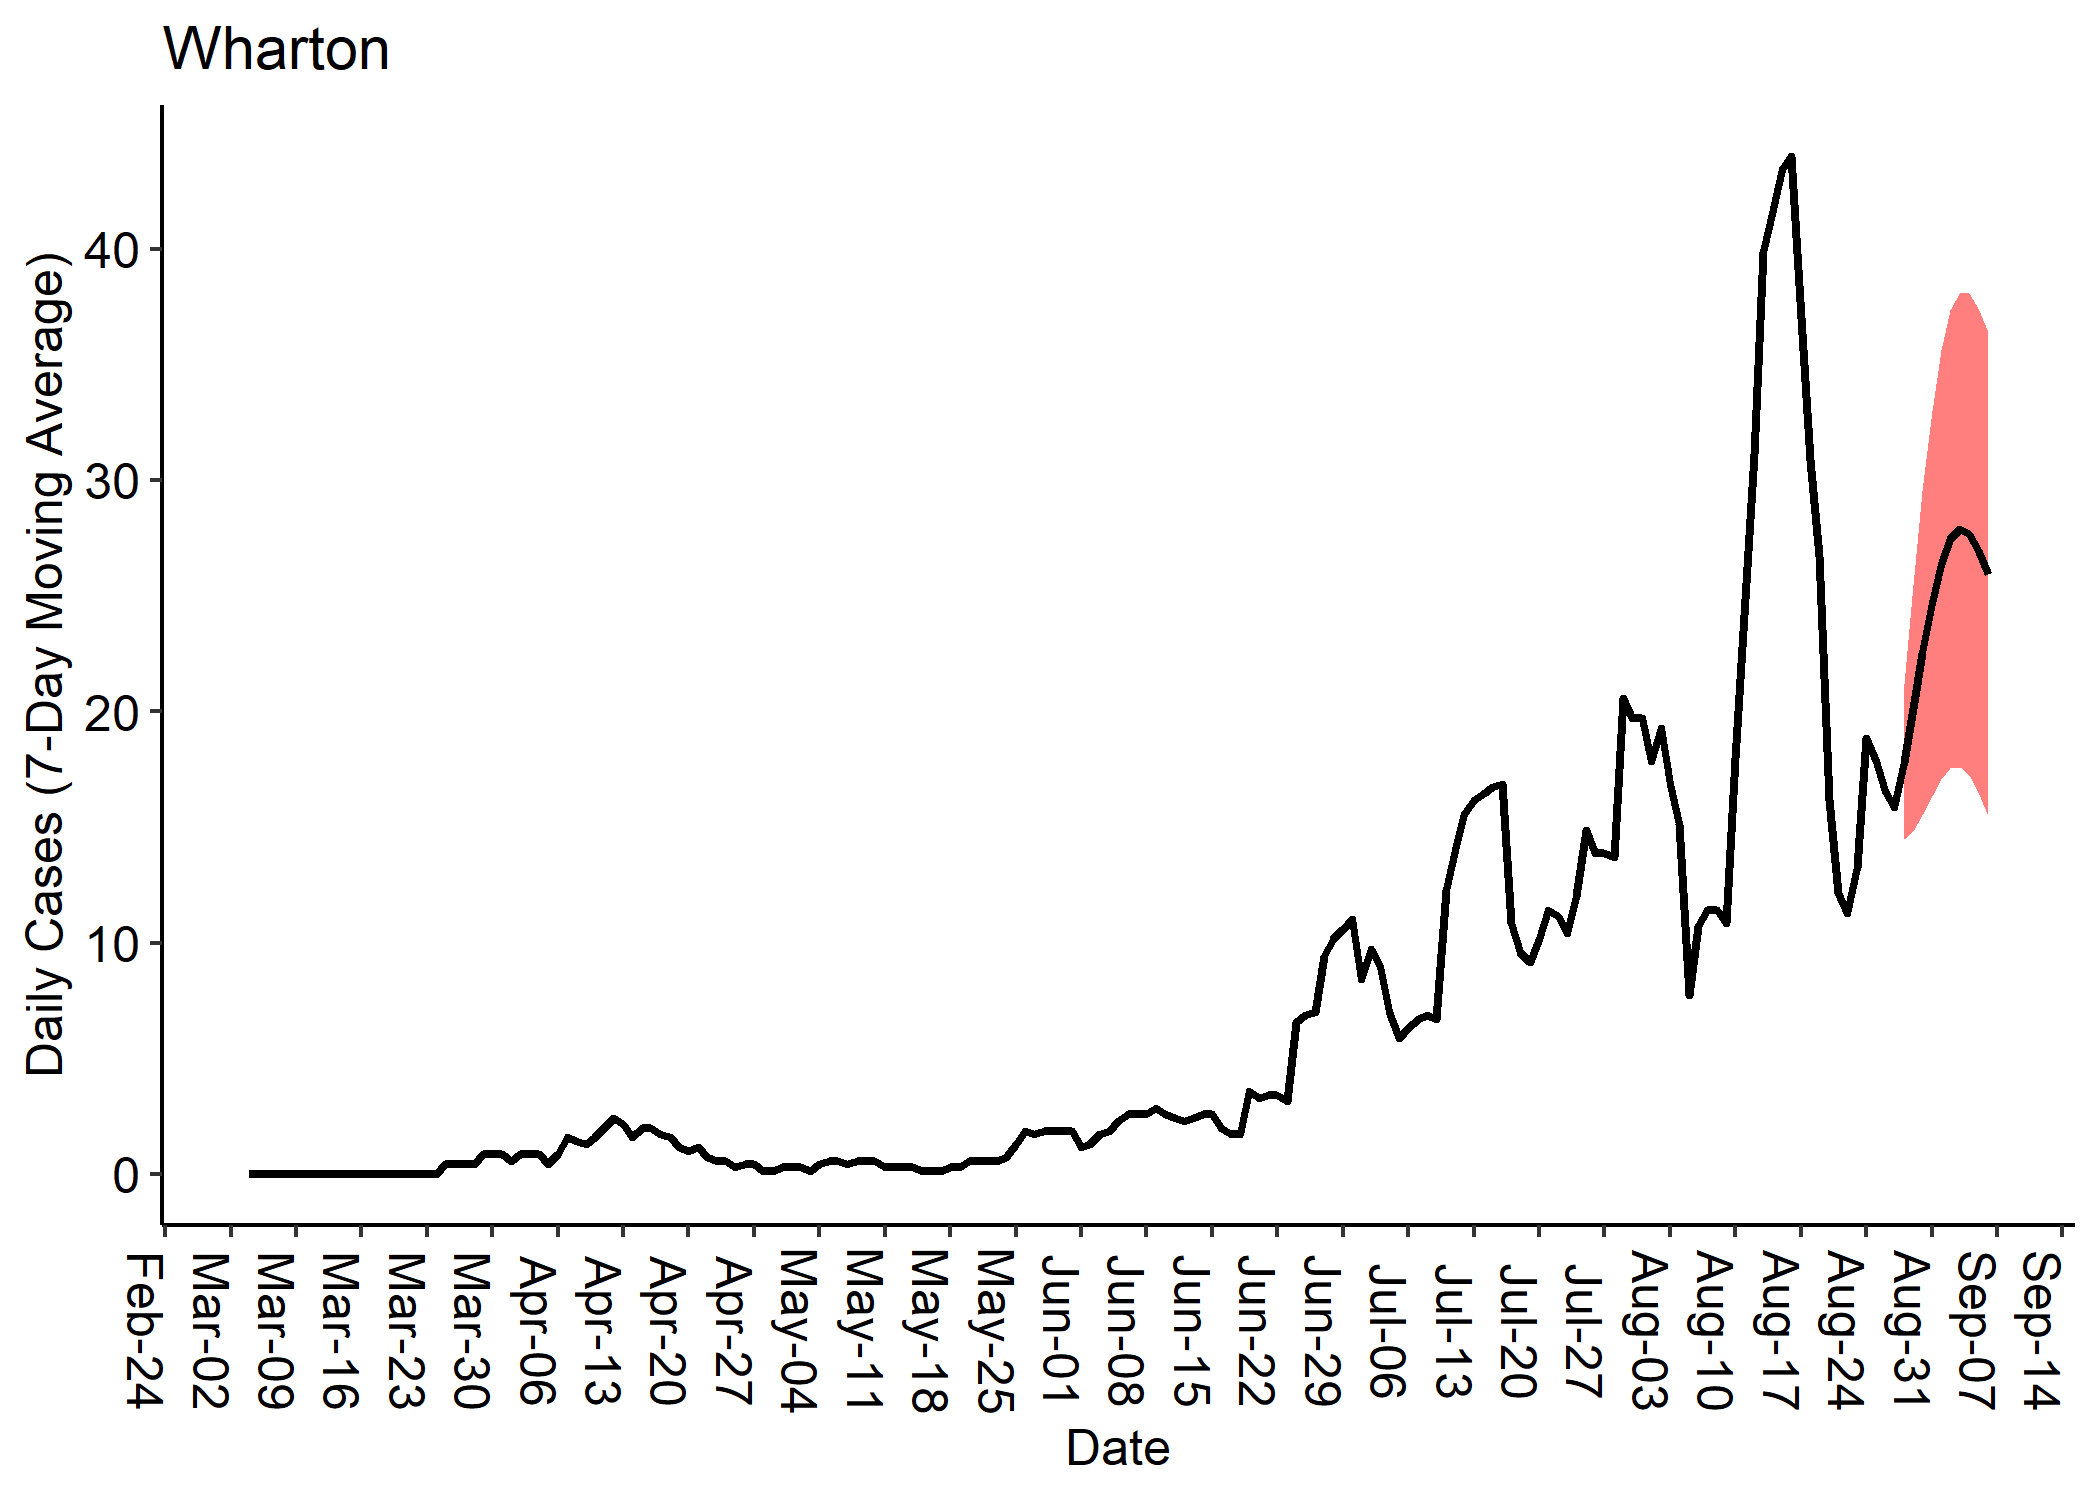 Wharton
Daily Cases (7-Day Moving Average)
40
30
20
10
0
Feb-24
Mar-02
Mar-09
Mar-16
Mar-23
Mar-30
Apr-06
Apr-13
Apr-20
Apr-27
May-04
May-11
May-18
May-25
Jun-01
Jun-08
Jun-15
Jun-22
Jun-29
Jul-06
Jul-13
Jul-20
Jul-27
Aug-03
Aug-10
Aug-17
Aug-24
Aug-31
Sep-07
Sep-14
Date